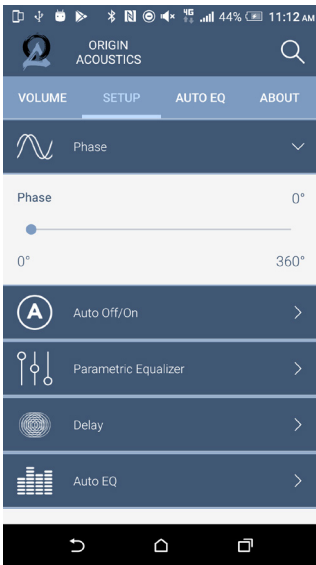 4G 44% 11:12 AM
ORIGIN
ACOUSTICS
VOLUME SETUP AUTO EQ ABOUT
Phase
Phase 0°
0° 360°
A Auto Off/On
Parametric Equalizer
Delay
Auto EQ